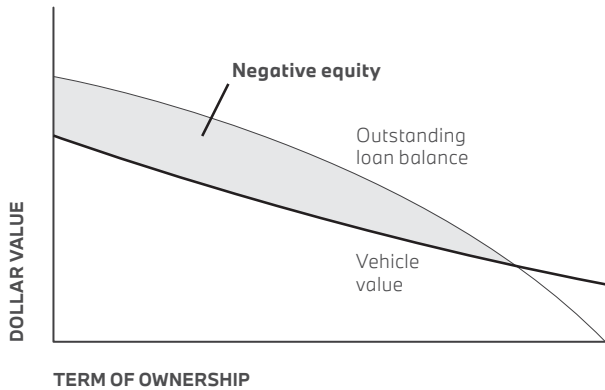 Negative equity
Outstanding
loan balance
Vehicle
value
DOLLAR VALUE
TERM OF OWNERSHIP